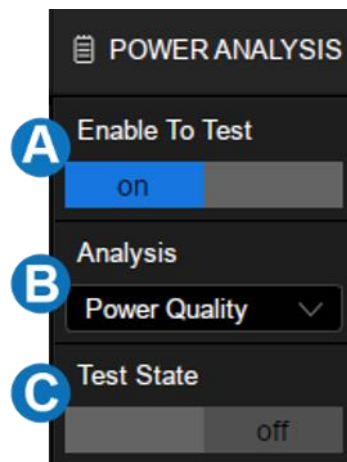 POWER ANALYSIS
A
Enable To Test
on
Analysis
B
Power Quality
Test State
C
off